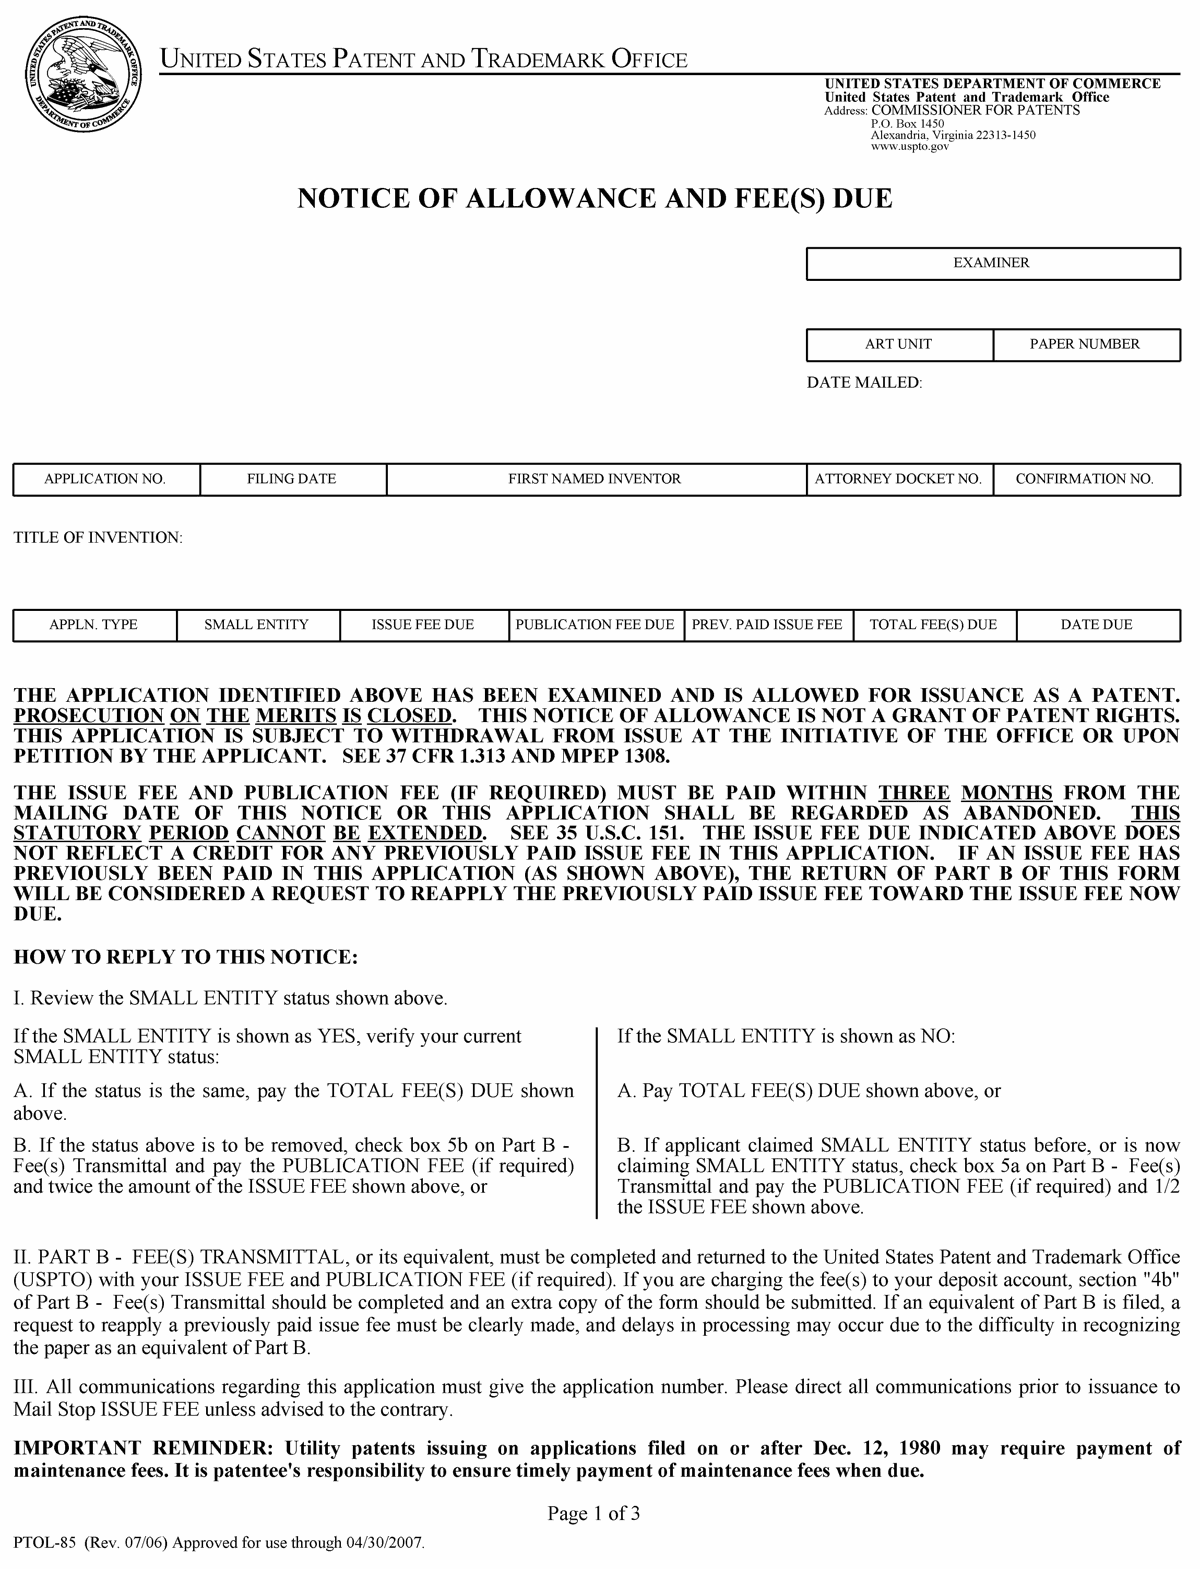 UNITED STATES PATENT AND TRADEMARK OFFICE
DEPARTMENT OF COMMERCE
UNITED STATES PATENT AND TRADEMARK OFFICE
UNITED STATES DEPARTMENT OF COMMERCE
United States Patent and Trademark Office
Address: COMMISSIONER FOR PATENTS
P.O. Box 1450
Alexandria, Virginia 22313-1450
www.uspto.gov
NOTICE OF ALLOWANCE AND FEE(S) DUE
EXAMINER
ART UNIT PAPER NUMBER
DATE MAILED:
APPLICATION NO. FILING DATE FIRST NAMED INVENTOR ATTORNEY DOCKET NO. CONFIRMATION NO.
TITLE OF INVENTION:
APPLN. TYPE SMALL ENTITY ISSUE FEE DUE PUBLICATION FEE DUE PREV. PAID ISSUE FEE TOTAL FEE(S) DUE DATE DUE
THE APPLICATION IDENTIFIED ABOVE HAS BEEN EXAMINED AND IS ALLOWED FOR ISSUANCE AS A PATENT.
PROSECUTION ON THE MERITS IS CLOSED. THIS NOTICE OF ALLOWANCE IS NOT A GRANT OF PATENT RIGHTS.
THIS APPLICATION IS SUBJECT TO WITHDRAWAL FROM ISSUE AT THE INITIATIVE OF THE OFFICE OR UPON
PETITION BY THE APPLICANT. SEE 37 CFR 1.313 AND MPEP 1308.
THE ISSUE FEE AND PUBLICATION FEE (IF REQUIRED) MUST BE PAID WITHIN THREE MONTHS FROM THE
MAILING DATE OF THIS NOTICE OR THIS APPLICATION SHALL BE REGARDED AS ABANDONED. THIS
STATUTORY PERIOD CANNOT BE EXTENDED. SEE 35 U.S.C. 151. THE ISSUE FEE DUE INDICATED ABOVE DOES
NOT REFLECT A CREDIT FOR ANY PREVIOUSLY PAID ISSUE FEE IN THIS APPLICATION. IF AN ISSUE FEE HAS
PREVIOUSLY BEEN PAID IN THIS APPLICATION (AS SHOWN ABOVE), THE RETURN OF PART B OF THIS FORM
WILL BE CONSIDERED A REQUEST TO REAPPLY THE PREVIOUSLY PAID ISSUE FEE TOWARD THE ISSUE FEE NOW
DUE.
HOW TO REPLY TO THIS NOTICE:
I. Review the SMALL ENTITY status shown above.
If the SMALL ENTITY is shown as YES, verify your current
SMALL ENTITY status:
A. If the status is the same, pay the TOTAL FEE(S) DUE shown
above.
B. If the status above is to be removed, check box 5b on Part B -
Fee(s) Transmittal and pay the PUBLICATION FEE (if required)
and twice the amount of the ISSUE FEE shown above, or
If the SMALL ENTITY is shown as NO:
A. Pay TOTAL FEE(S) DUE shown above, or
B. If applicant claimed SMALL ENTITY status before, or is now
claiming SMALL ENTITY status, check box 5a on Part B - Fee(s)
Transmittal and pay the PUBLICATION FEE (if required) and 1/2
the ISSUE FEE shown above.
II. PART B - FEE(S) TRANSMITTAL, or its equivalent, must be completed and returned to the United States Patent and Trademark Office
(USPTO) with your ISSUE FEE and PUBLICATION FEE (if required). If you are charging the fee(s) to your deposit account, section "4b"
of Part B - Fee(s) Transmittal should be completed and an extra copy of the form should be submitted. If an equivalent of Part B is filed, a
request to reapply a previously paid issue fee must be clearly made, and delays in processing may occur due to the difficulty in recognizing
the paper as an equivalent of Part B.
III. All communications regarding this application must give the application number. Please direct all communications prior to issuance to
Mail Stop ISSUE FEE unless advised to the contrary.
IMPORTANT REMINDER: Utility patents issuing on applications filed on or after Dec. 12, 1980 may require payment of
maintenance fees. It is patentee's responsibility to ensure timely payment of maintenance fees when due.
Page 1 of 3
PTOL-85 (Rev. 07/06) Approved for use through 04/30/2007.